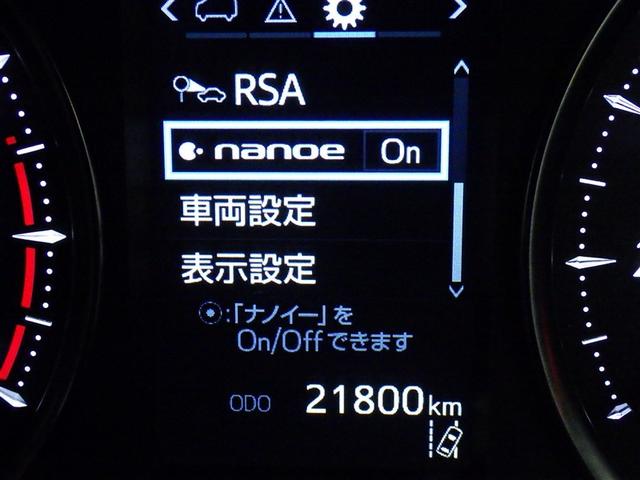 RSA
nanoe On
車両設定
表示設定
:「ナノイー」を
On/Offできます
ODO 21800km